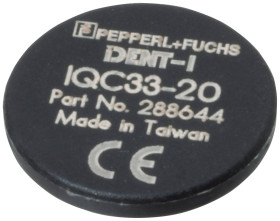 PEPPERL+FUCHS
IDENT-I
IQC33-20
Part No. 288644
Made in Taiwan
CE